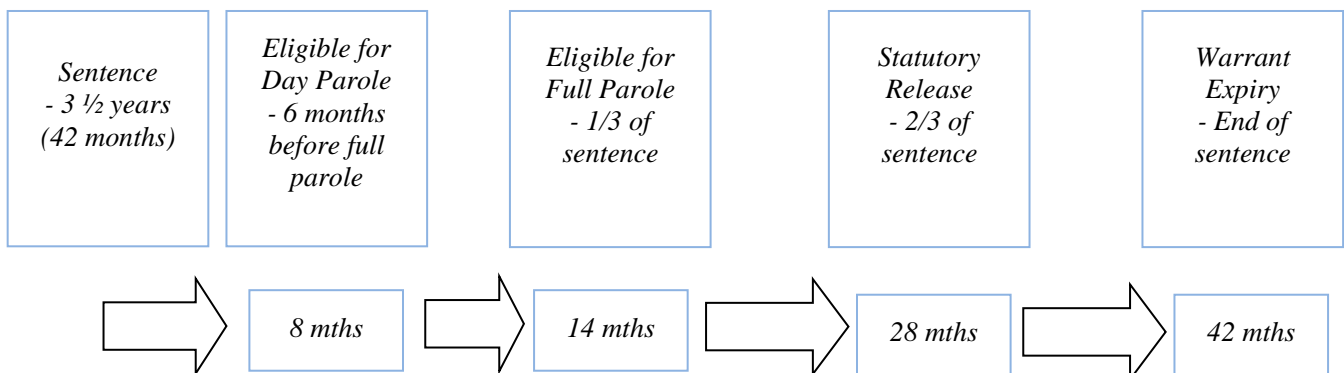 Sentence
- 3 ½ years
(42 months)
Eligible for
Day Parole
- 6 months
before full
parole
Eligible for
Full Parole
- 1/3 of
sentence
Statutory
Release
- 2/3 of
sentence
Warrant
Expiry
- End of
sentence
8 mths
14 mths
28 mths
42 mths